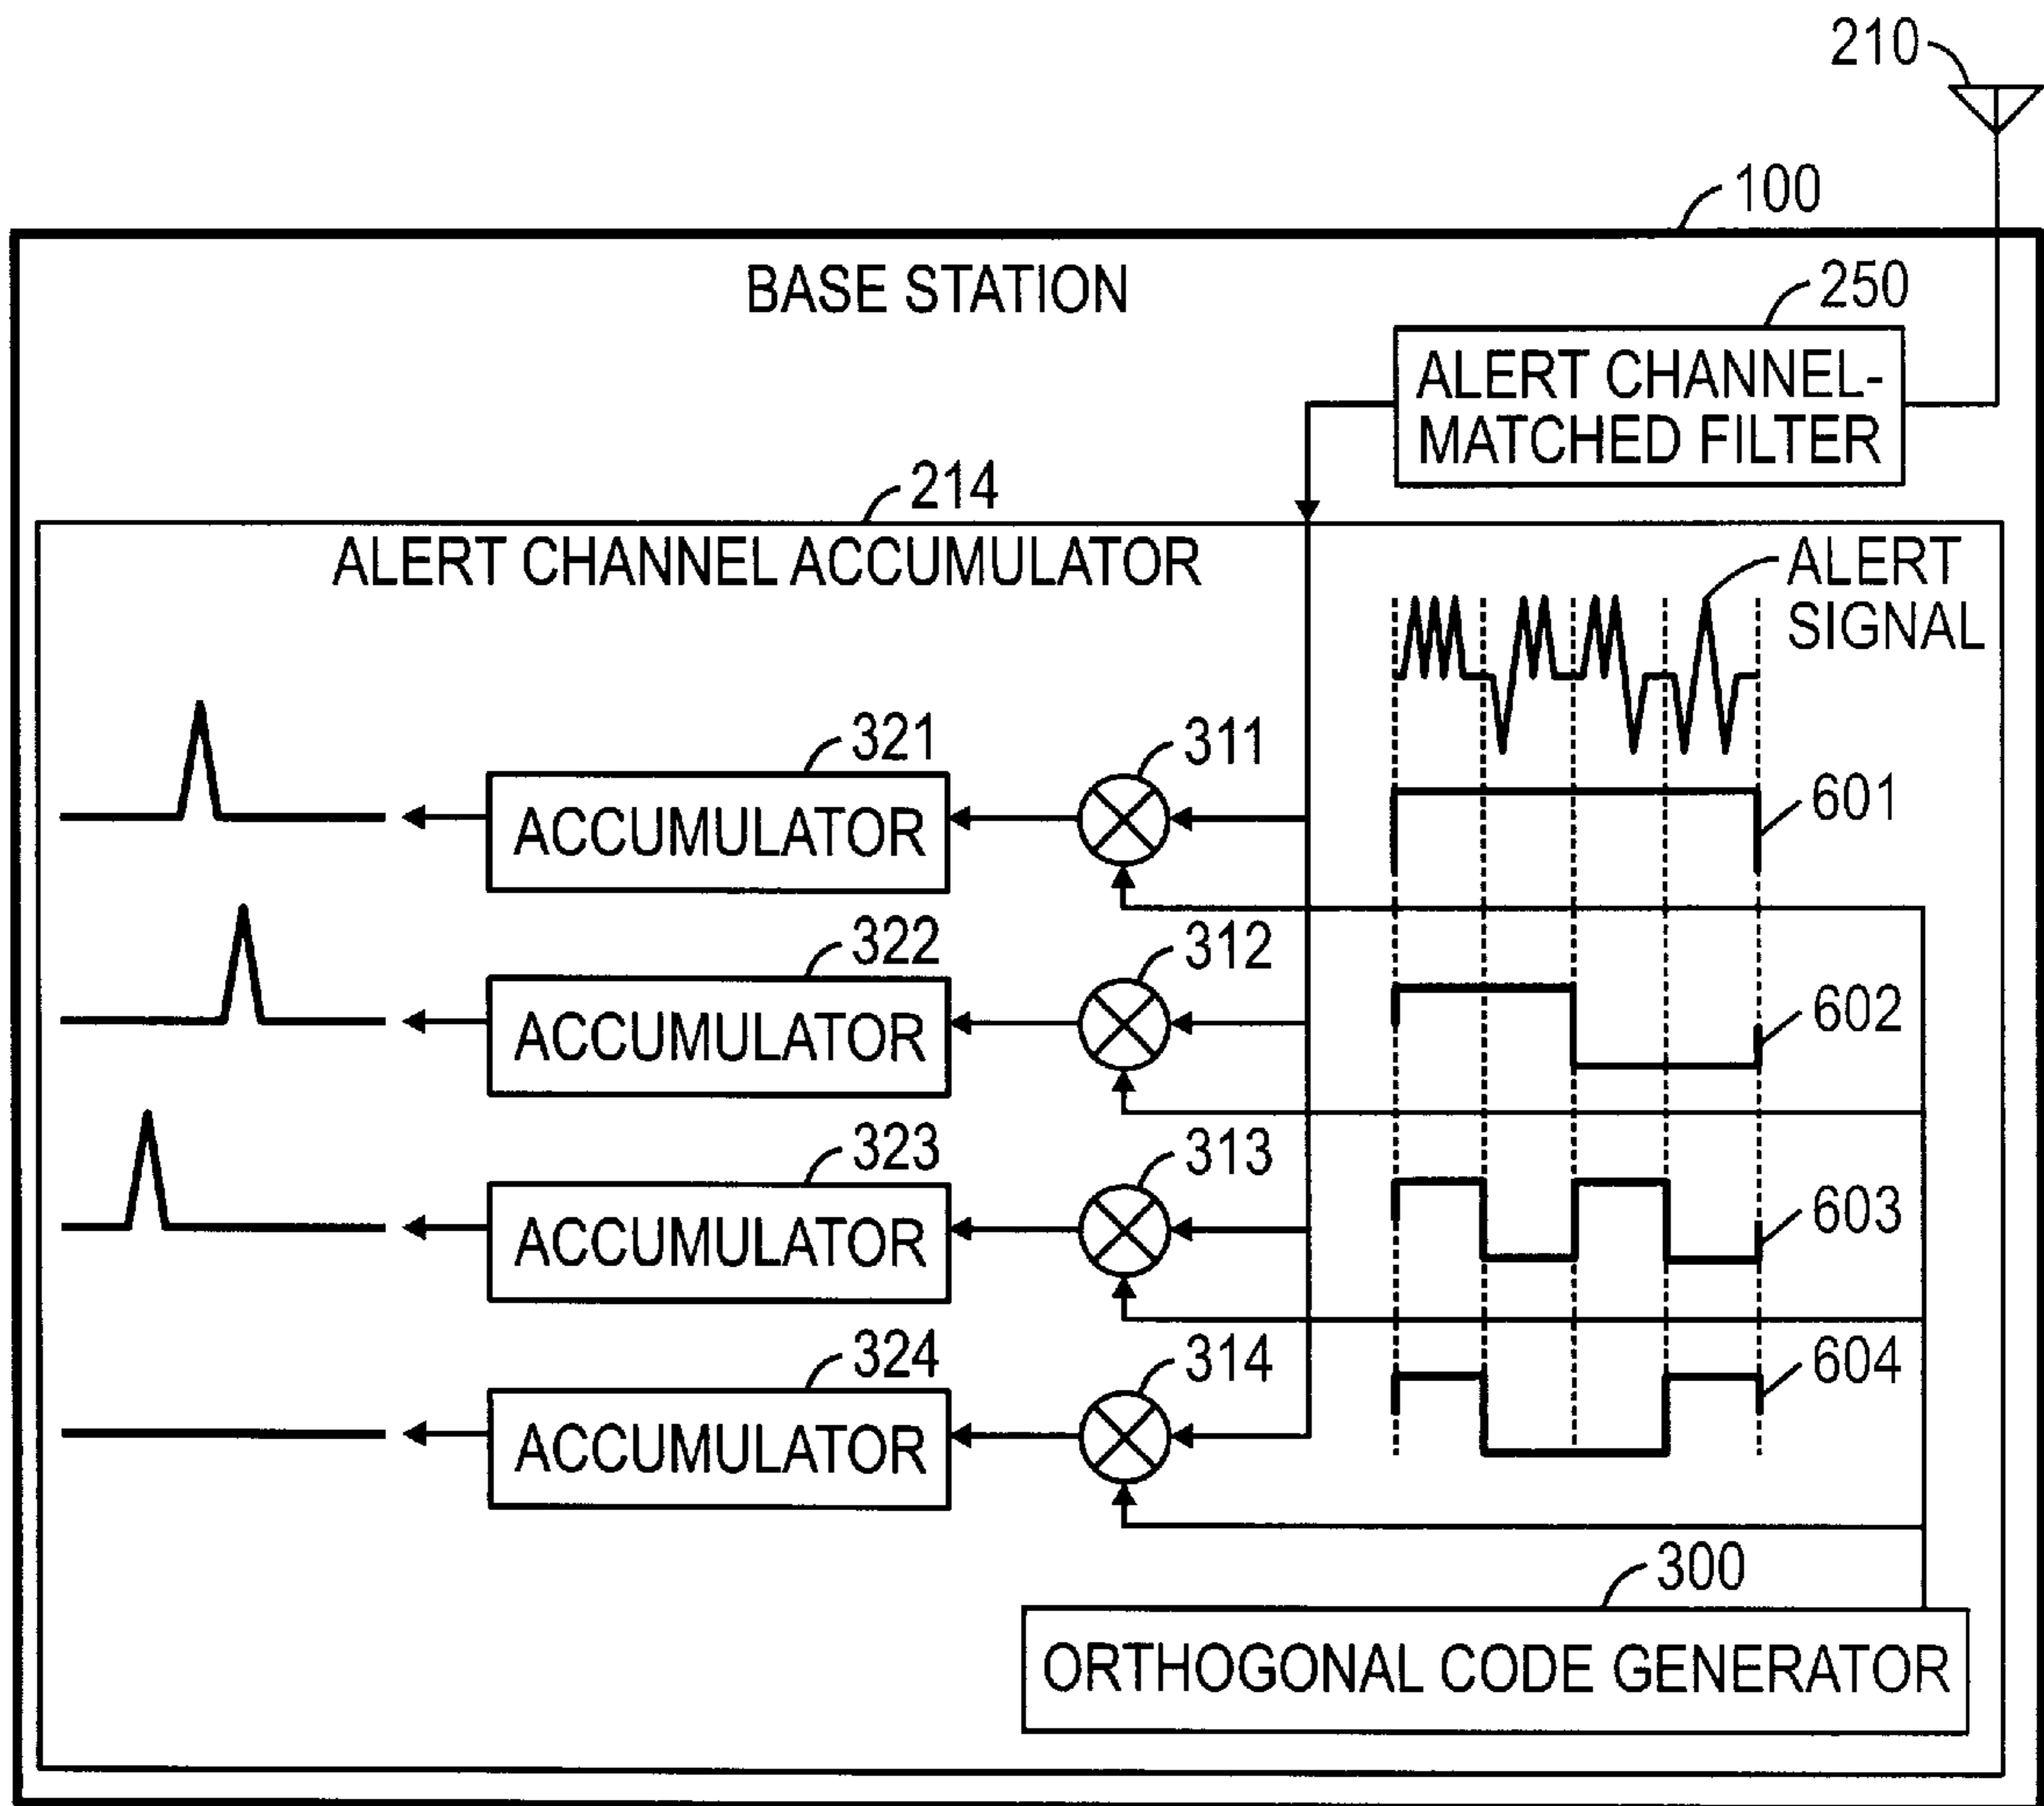 210
100
BASE STATION
250
ALERT CHANNEL-
MATCHED FILTER
214
ALERT CHANNEL ACCUMULATOR
ALERT
SIGNAL
321
311
601
ACCUMULATOR
322
312
602
ACCUMULATOR
323
313
603
ACCUMULATOR
324
314
604
ACCUMULATOR
300
ORTHOGONAL CODE GENERATOR